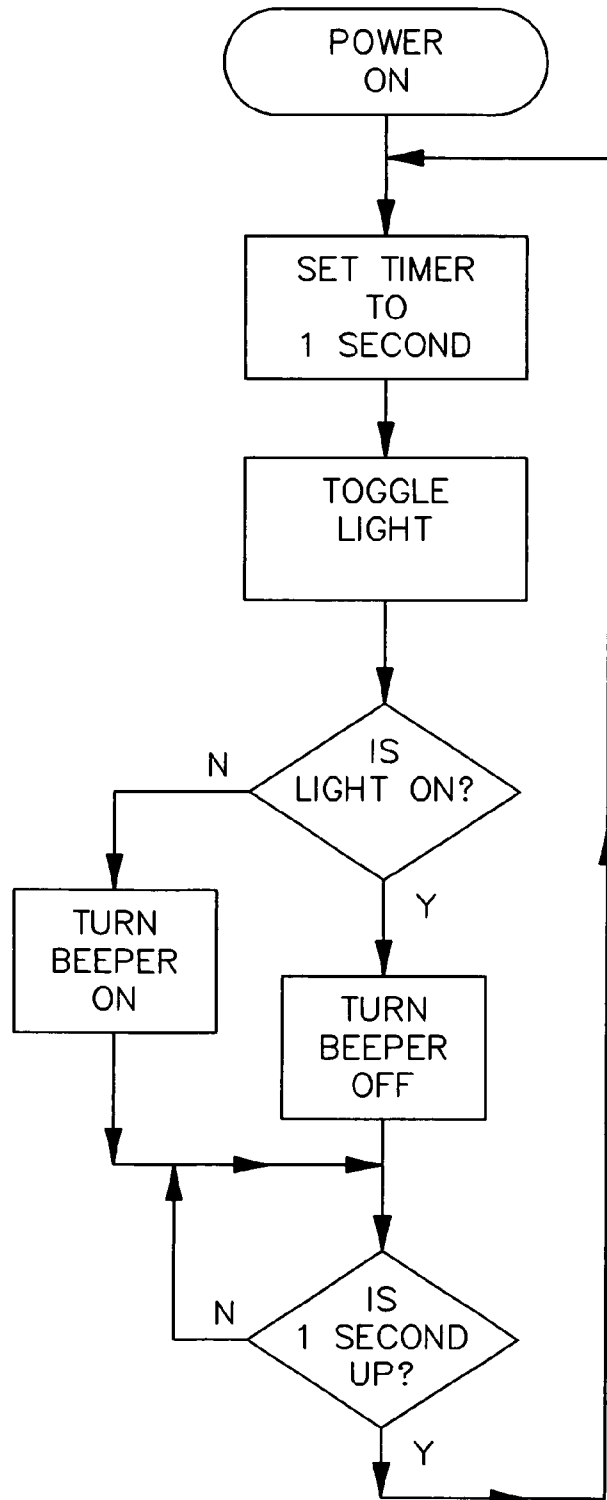 POWER
ON
SET TIMER
TO
1 SECOND
TOGGLE
LIGHT
IS
LIGHT ON?
N
Y
TURN
BEEPER
ON
TURN
BEEPER
OFF
IS
1 SECOND
UP?
N
Y